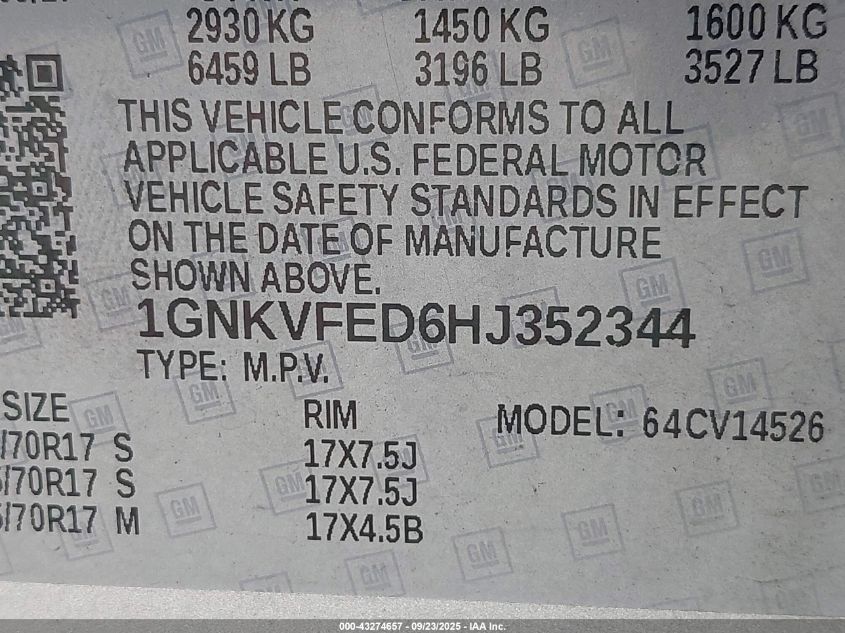 2930 KG 1450 KG 1600 KG
6459 LB 3196 LB 3527 LB
THIS VEHICLE CONFORMS TO ALL
APPLICABLE U.S. FEDERAL MOTOR
VEHICLE SAFETY STANDARDS IN EFFECT
ON THE DATE OF MANUFACTURE
SHOWN ABOVE.
1GNKVFED6HJ352344
TYPE: M.P.V.
SIZE RIM MODEL: 64CV14526
/70R17 S 17X7.5J
/70R17 S 17X7.5J
/70R17 M 17X4.5B
GM
000-43274657 - 09/23/2025 - IAA Inc.